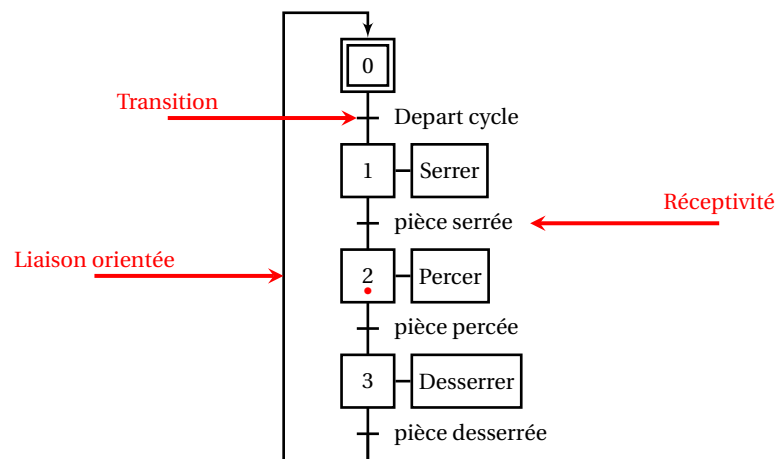 0
Transition
Depart cycle
1
Serrer
Réceptivité
pièce serrée
Liaison orientée
2
Percer
pièce percée
3
Desserrer
pièce desserrée